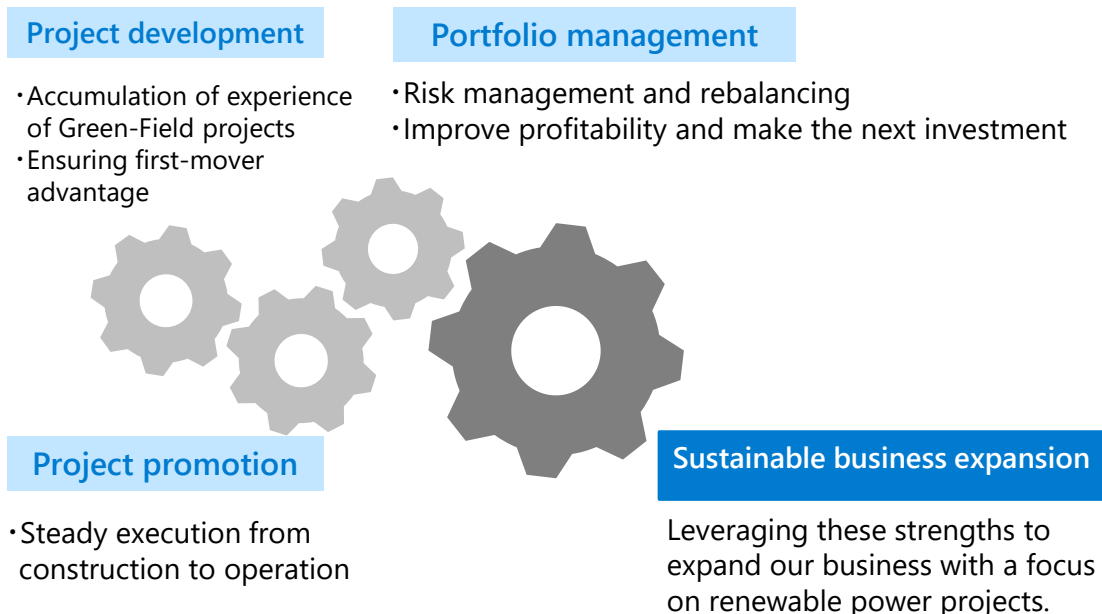 Project development
・Accumulation of experience
of Green-Field projects
・Ensuring first-mover
advantage
Portfolio management
・Risk management and rebalancing
・Improve profitability and make the next investment
Project promotion
・Steady execution from
construction to operation
Sustainable business expansion
Leveraging these strengths to
expand our business with a focus
on renewable power projects.